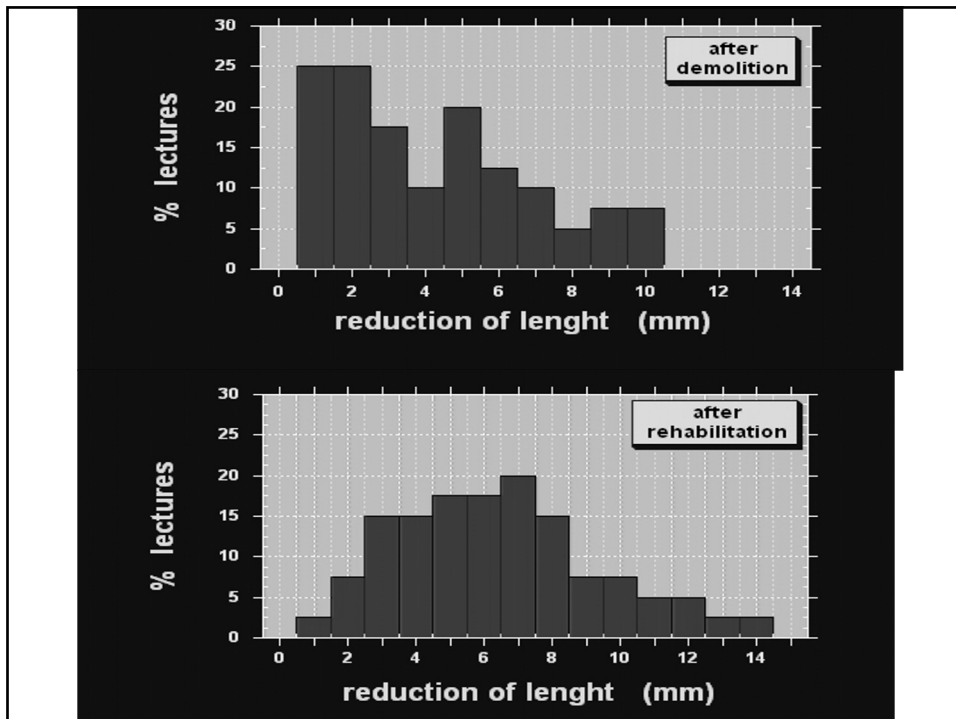 30
after
demolition
25
20
15
10
5
0
% lectures
0 2 4 6 8 10 12 14
reduction of lenght (mm)
30
after
rehabilitation
25
20
15
10
5
0
% lectures
0 2 4 6 8 10 12 14
reduction of lenght (mm)